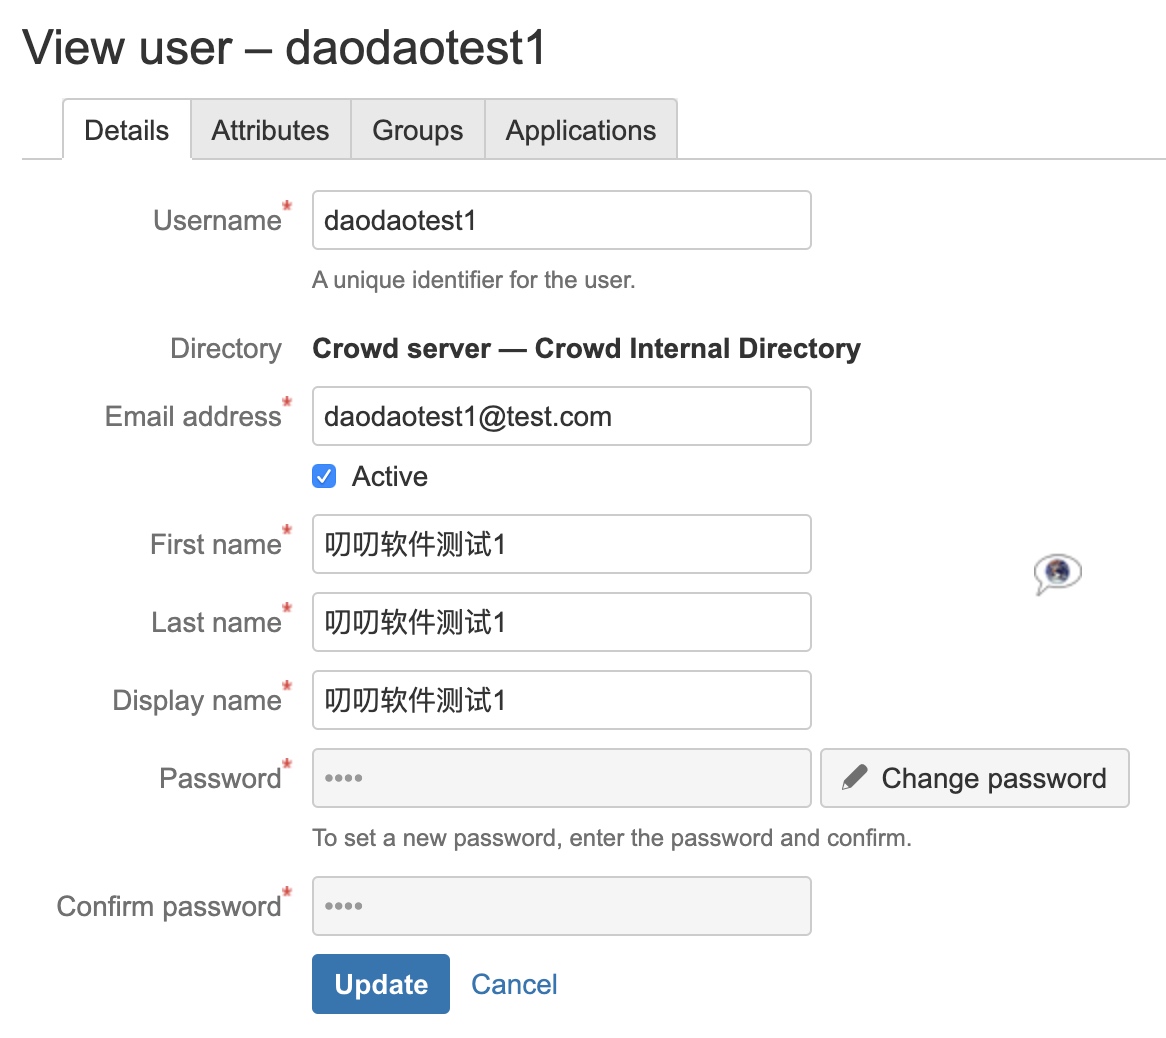 View user – daodaotest1
Details Attributes Groups Applications
Username* daodaotest1
A unique identifier for the user.
Directory Crowd server — Crowd Internal Directory
Email address* daodaotest1@test.com
Active
First name* 叨叨软件测试1
Last name* 叨叨软件测试1
Display name* 叨叨软件测试1
Password* •••• Change password
To set a new password, enter the password and confirm.
Confirm password* ••••
Update Cancel